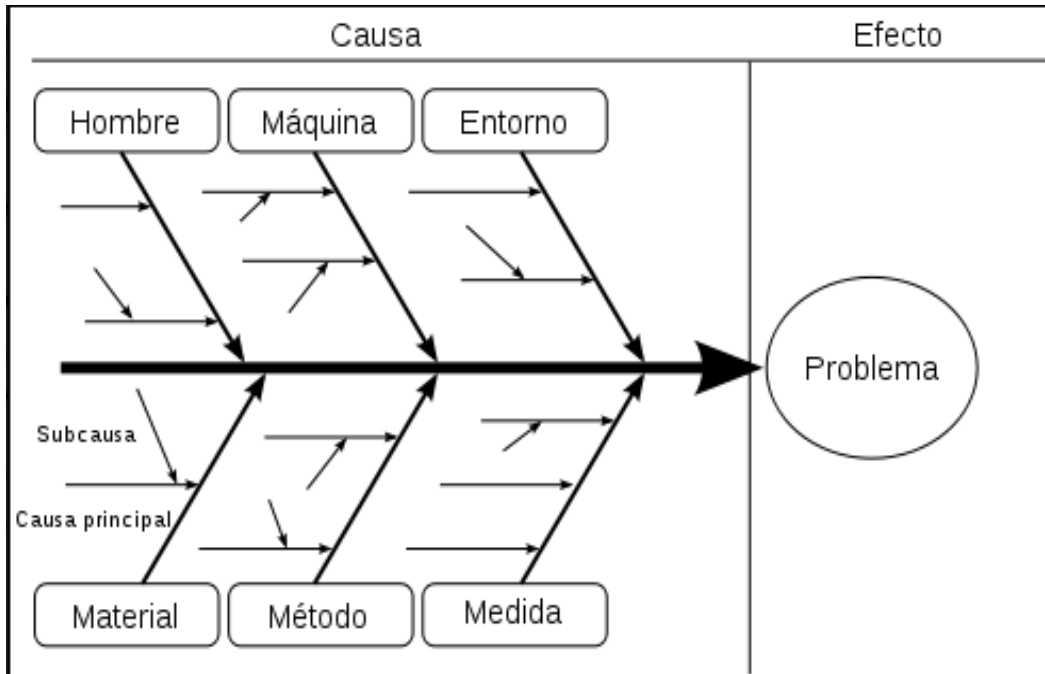 Causa
Efecto
Hombre
Máquina
Entorno
Problema
Subcausa
Causa principal
Material
Método
Medida